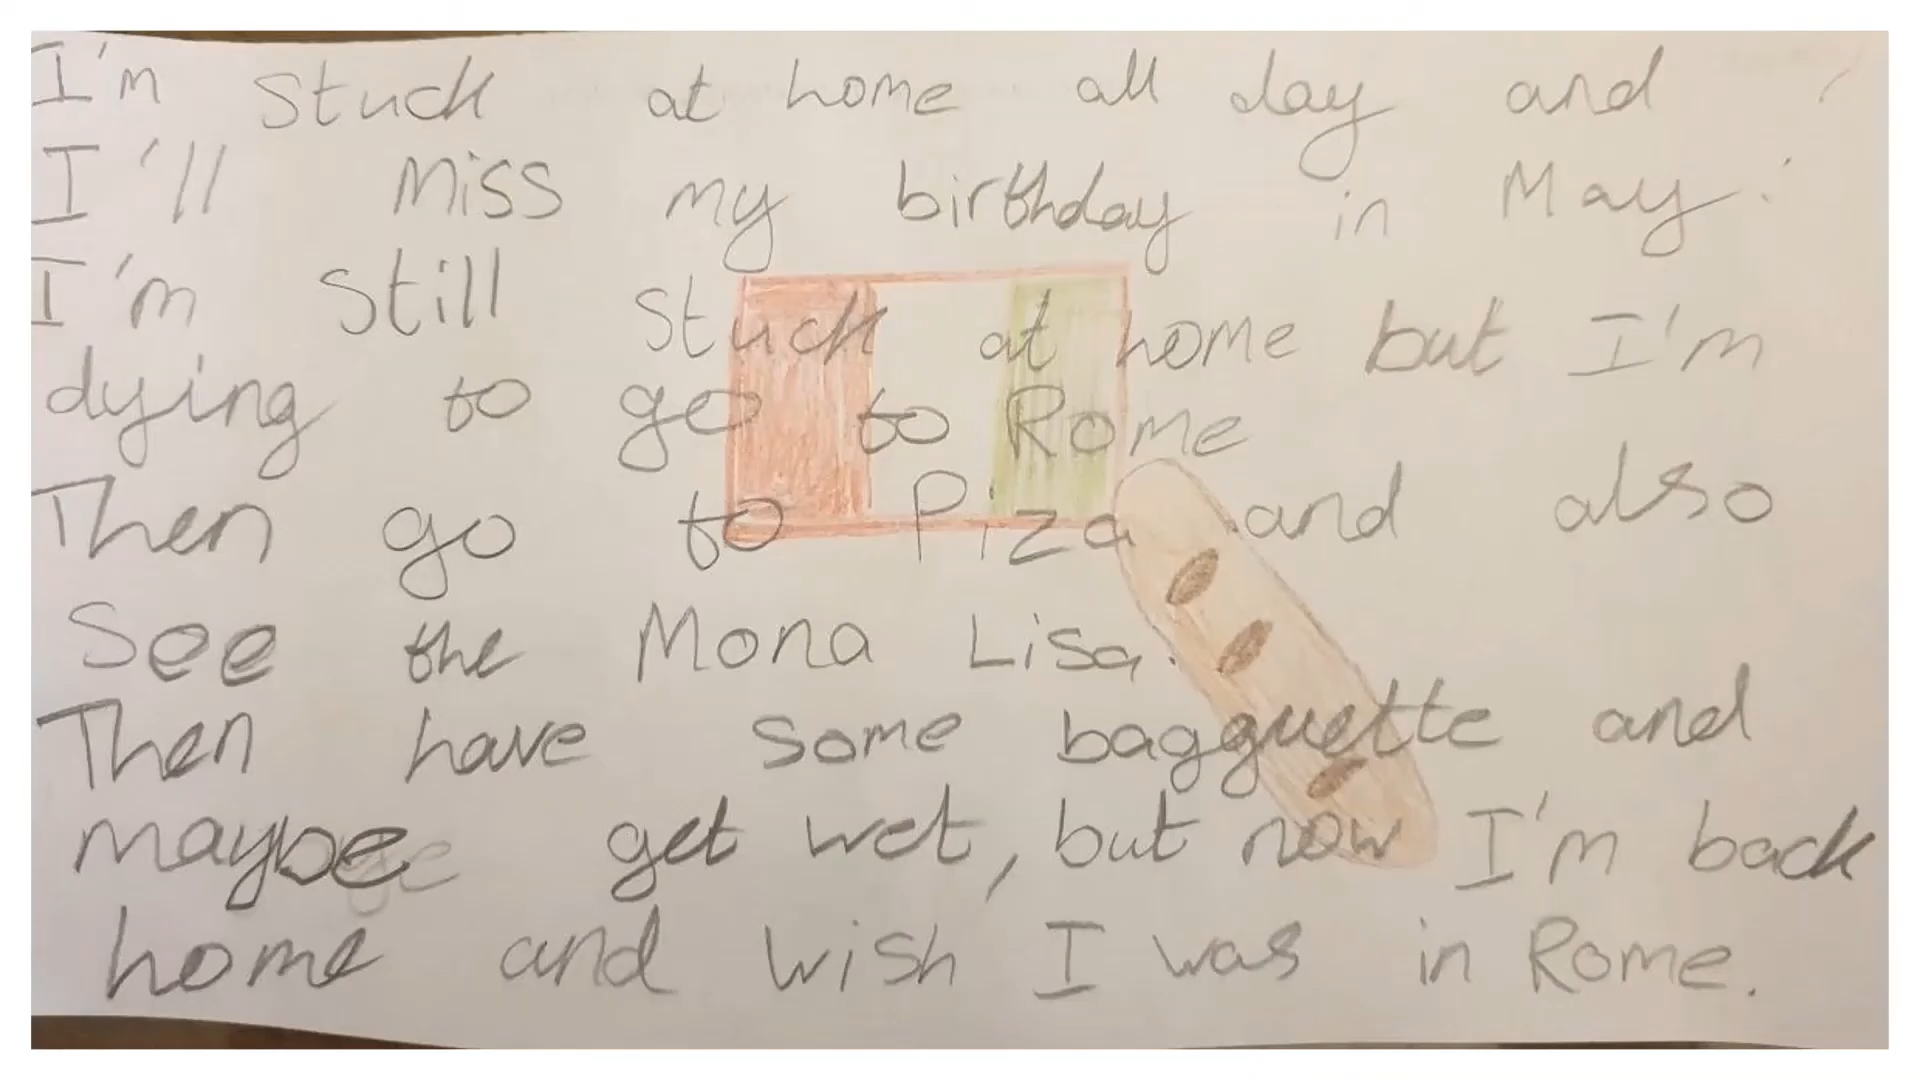 I'm stuck at home all day and
I'll miss my birthday in May.
I'm still stuck at home but I'm
dying to go to Rome
Then go to Piza and also
See the Mona Lisa.
Then have some bagguette and
maybe get wet, but now I'm back
home and wish I was in Rome.